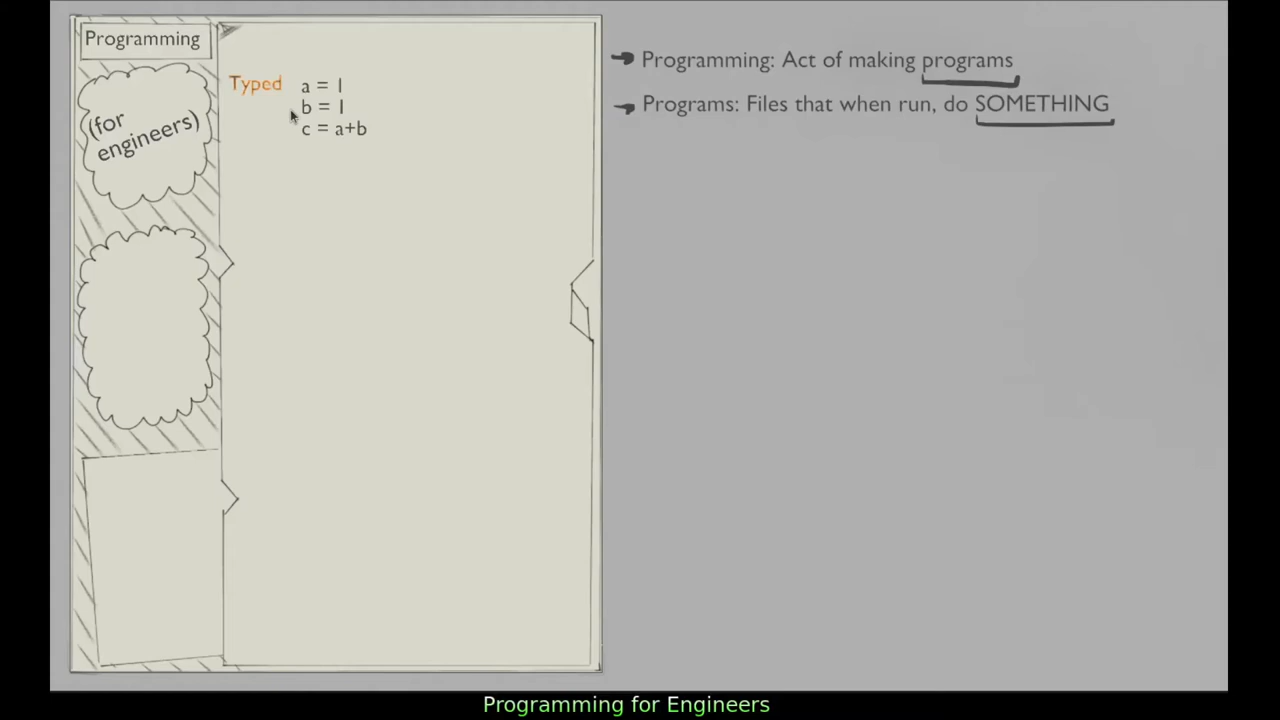 Programming
(for
engineers)
Typed
a = 1
b = 1
c = a+b
Programming: Act of making programs
Programs: Files that when run, do SOMETHING
Programming for Engineers